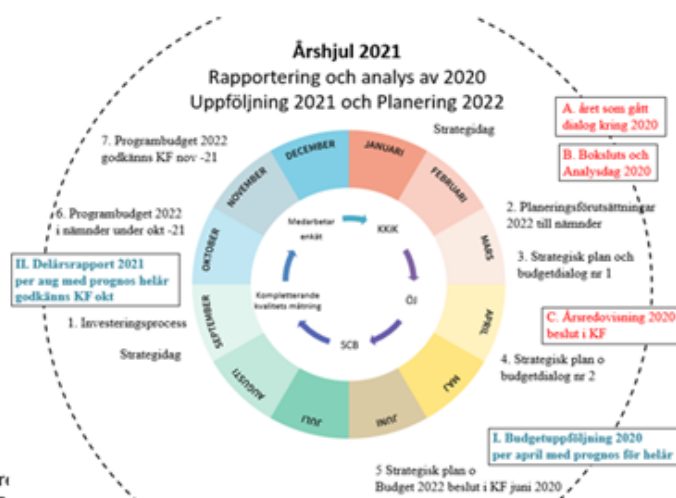 Årshjul 2021
Rapportering och analys av 2020
Uppföljning 2021 och Planering 2022
Strategidag
A. året som gått
dialog kring 2020
B. Boksluts och
Analysdag 2020
7. Programbudget 2022
godkänns KF nov -21
JANUARI
FEBRUARI
MARS
APRIL
MAJ
JUNI
JULI
AUGUSTI
SEPTEMBER
OKTOBER
NOVEMBER
DECEMBER
2. Planeringsförutsättningar
2022 till nämnder
3. Strategisk plan och
budgetdialog nr 1
C. Årsredovisning 2020
beslut i KF
4. Strategisk plan o
budgetdialog nr 2
I. Budgetuppföljning 2020
per april med prognos för helår
5 Strategisk plan o
Budget 2022 beslut i KF juni 2020
6. Programbudget 2022
i nämnder under okt -21
II. Delårsrapport 2021
per aug med prognos helår
godkänns KF okt
1. Investeringsprocess
Strategidag
Medarbetar
enkät
KKiK
ÖJ
SCB
Kompletterande
kvalitets mätning